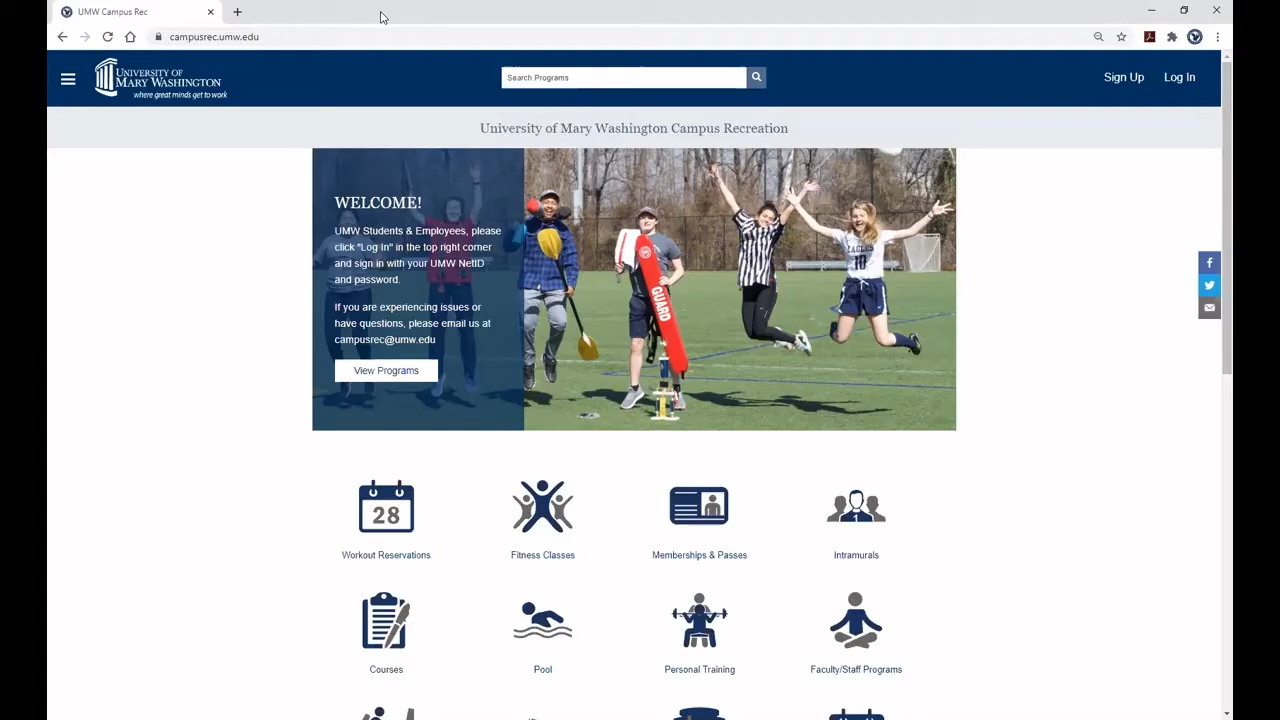 UMW Campus Rec
campusrec.umw.edu
UNIVERSITY OF
MARY WASHINGTON
where great minds get to work
Search Programs
Sign Up
Log In
University of Mary Washington Campus Recreation
WELCOME!
UMW Students & Employees, please
click "Log In" in the top right corner
and sign in with your UMW NetID
and password.
If you are experiencing issues or
have questions, please email us at
campusrec@umw.edu
View Programs
GUARD
EAGLES
10
28
Workout Reservations
Fitness Classes
Memberships & Passes
1
Intramurals
Courses
Pool
Personal Training
Faculty/Staff Programs